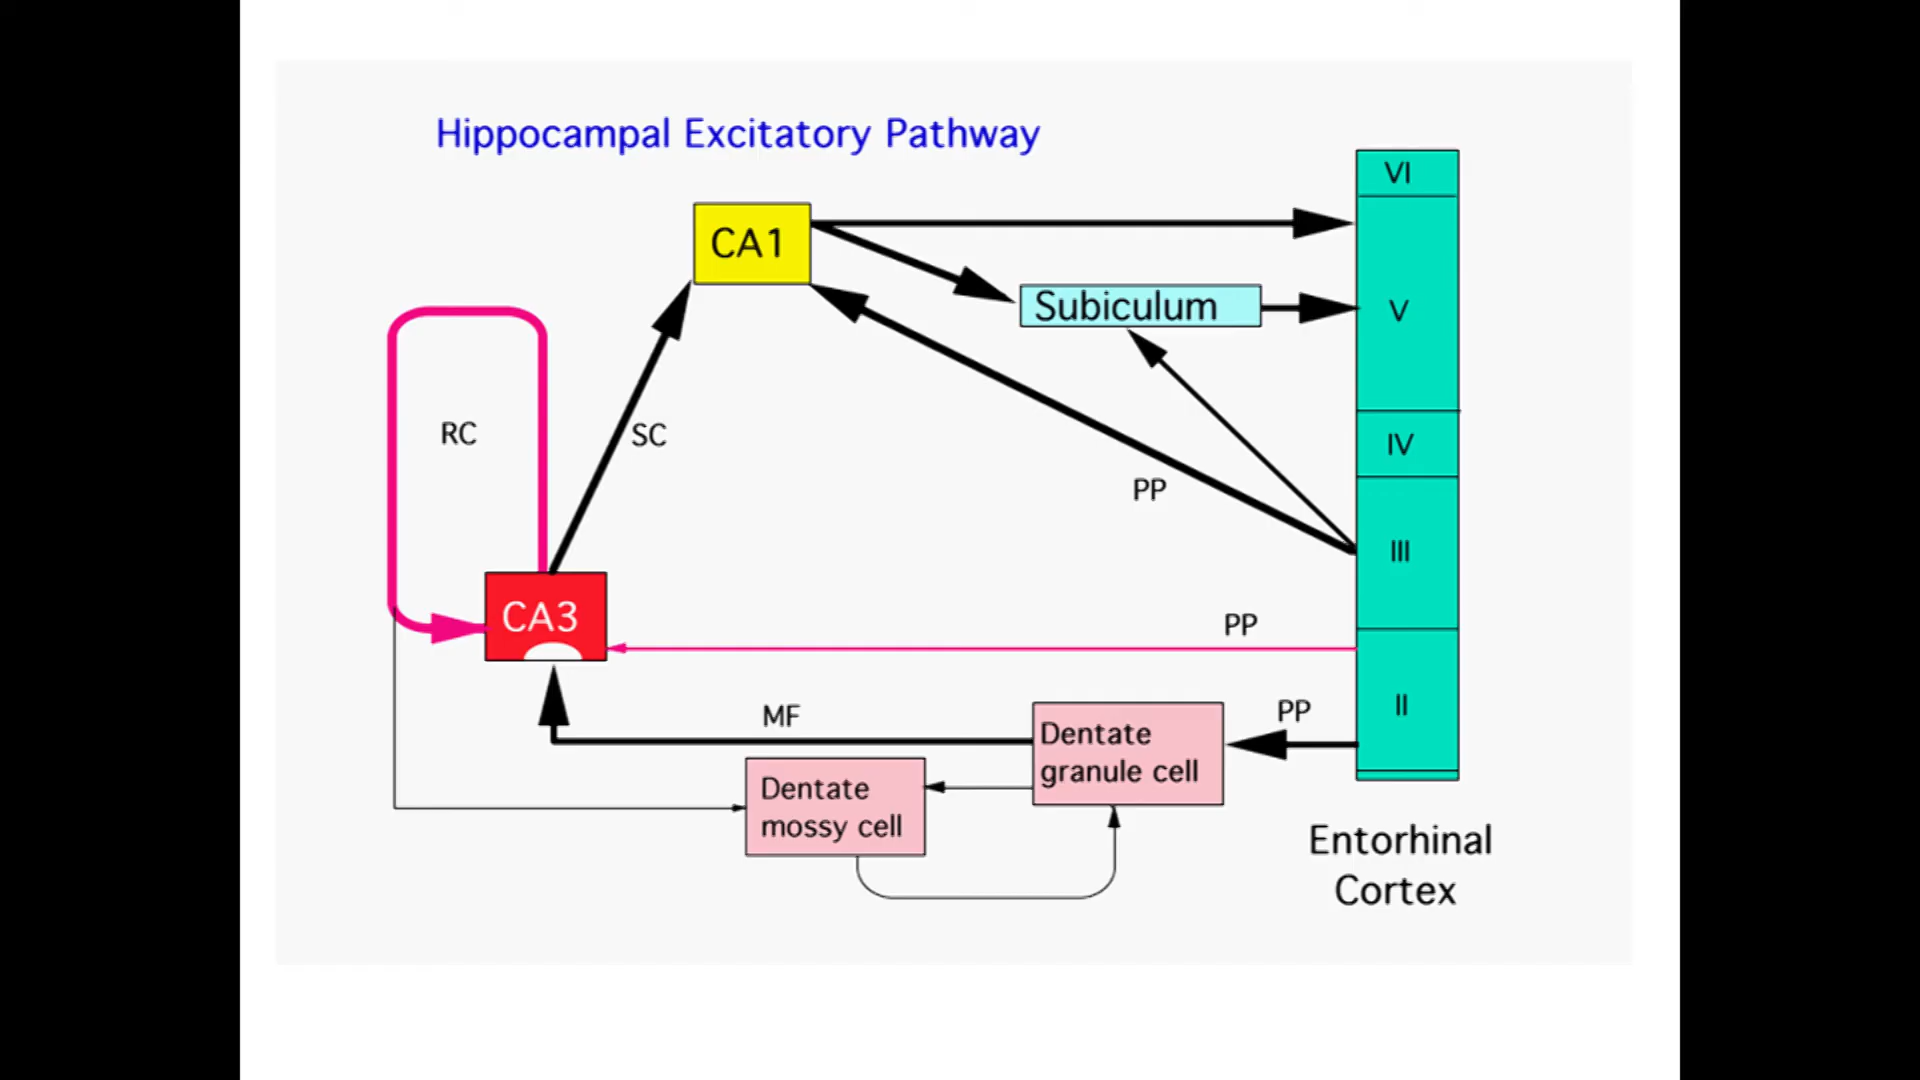 Hippocampal Excitatory Pathway
VI
CA1
Subiculum
V
RC
SC
IV
PP
III
CA3
PP
II
MF
PP
Dentate
granule cell
Dentate
mossy cell
Entorhinal
Cortex